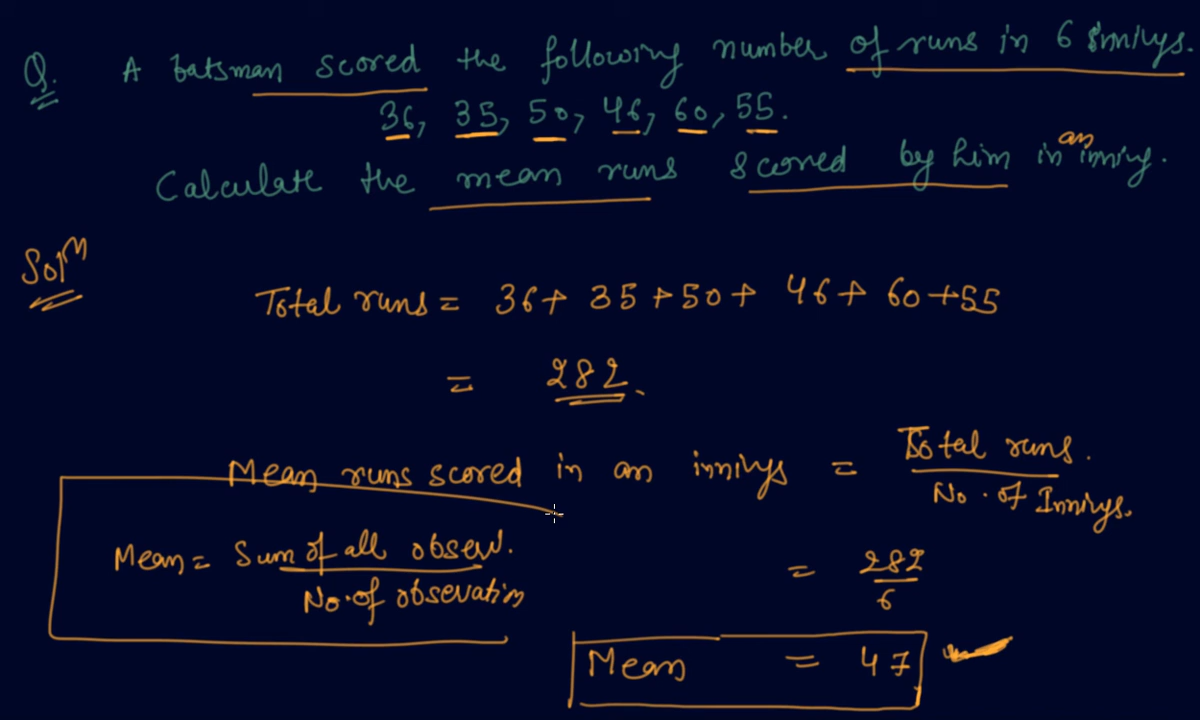 Q. A batsman scored the following number of runs in 6 innings.
36, 35, 50, 46, 60, 55.
Calculate the mean runs scored by him in an inning.
Solⁿ
Total runs = 36 + 35 + 50 + 46 + 60 + 55
= 282.
Mean runs scored in an innings = Total runs. / No. of Innings.
Mean = Sum of all observ. / No. of observation
= 282 / 6
Mean = 47